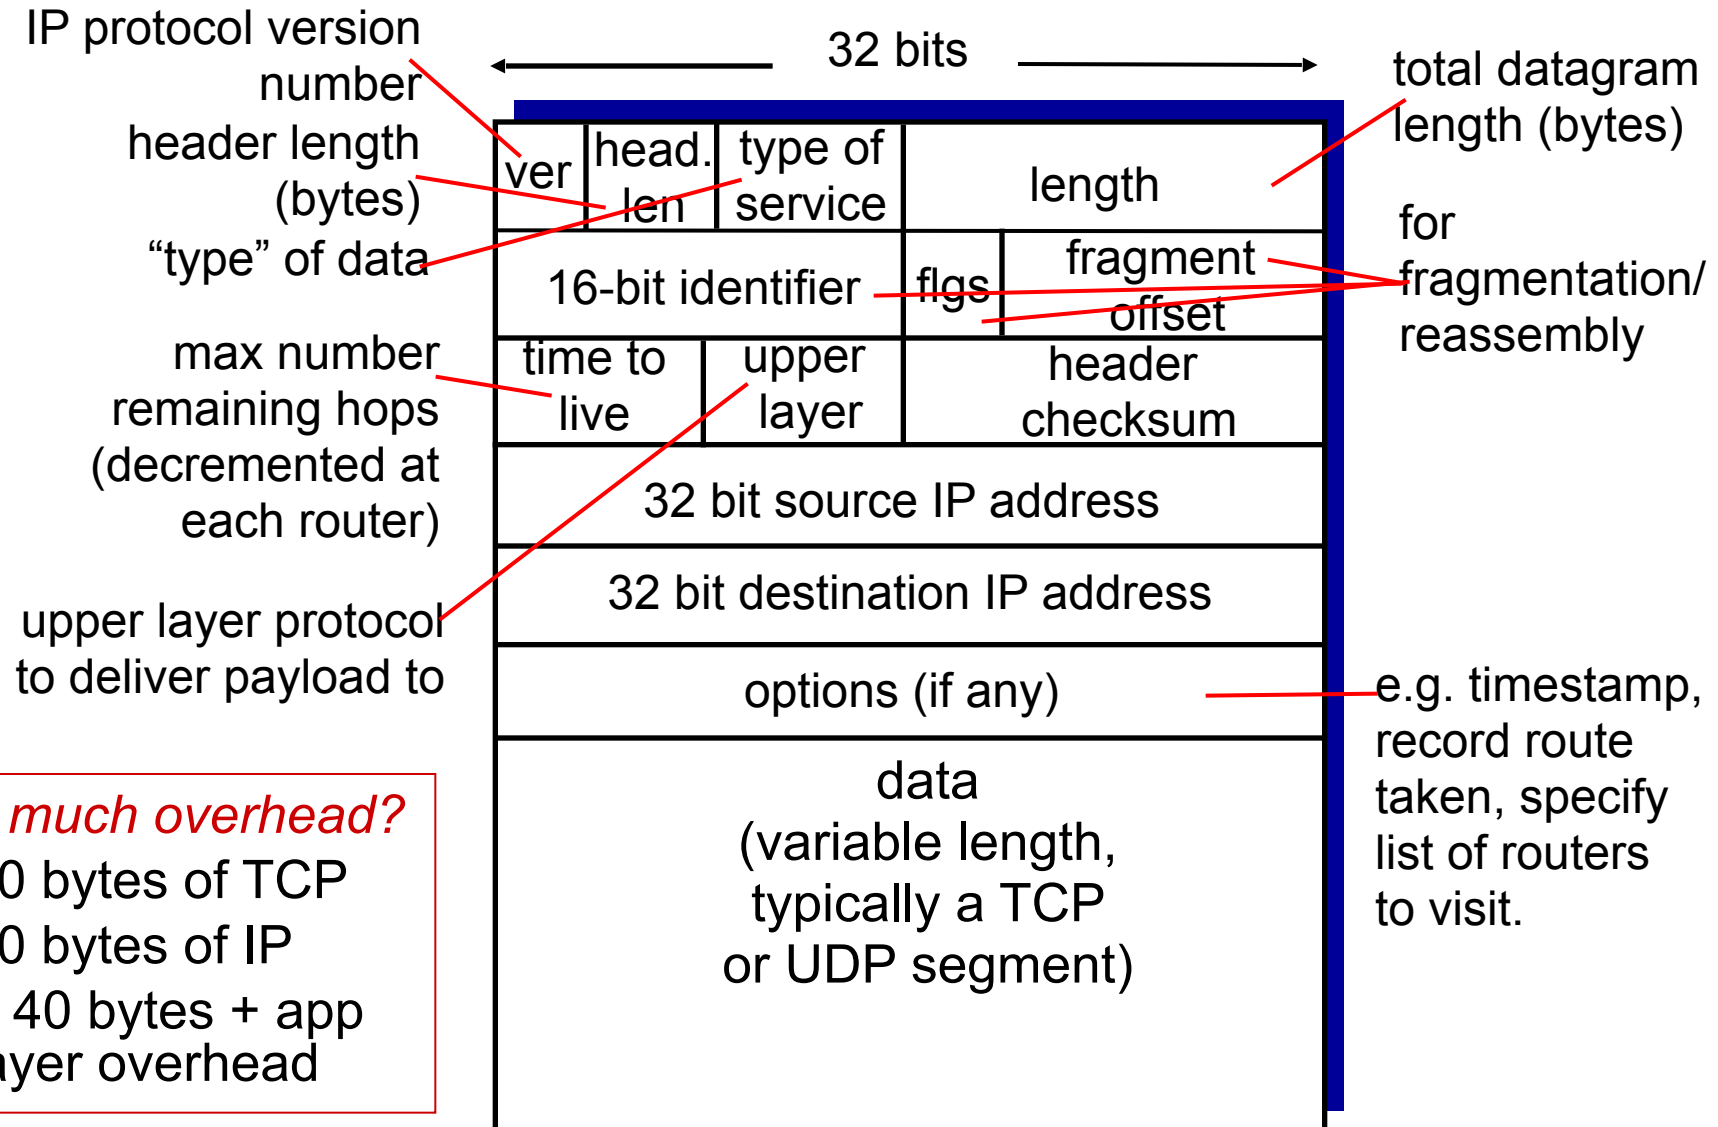 IP protocol version
number
header length
(bytes)
“type” of data
max number
remaining hops
(decremented at
each router)
upper layer protocol
to deliver payload to
much overhead?
0 bytes of TCP
0 bytes of IP
40 bytes + app
ayer overhead
32 bits
ver
head.
len
type of
service
length
16-bit identifier
flgs
fragment
offset
time to
live
upper
layer
header
checksum
32 bit source IP address
32 bit destination IP address
options (if any)
data
(variable length,
typically a TCP
or UDP segment)
total datagram
length (bytes)
for
fragmentation/
reassembly
e.g. timestamp,
record route
taken, specify
list of routers
to visit.